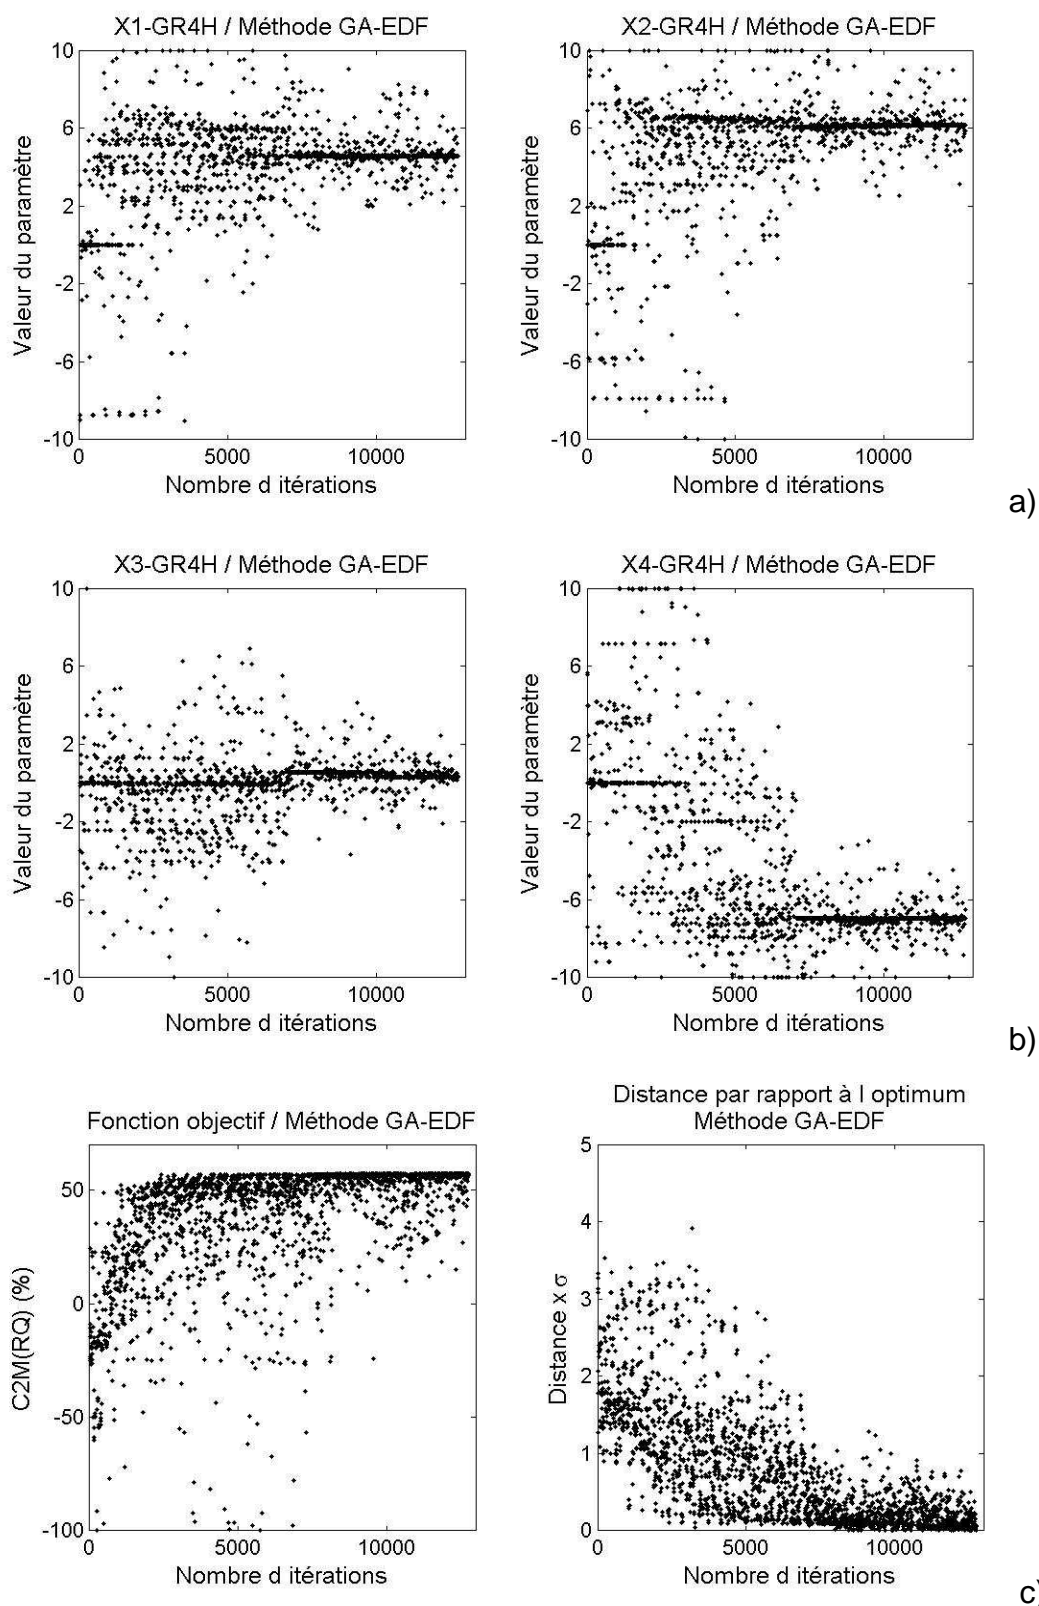 X1-GR4H / Méthode GA-EDF
Valeur du paramètre
10
6
2
-2
-6
-10
0 5000 10000
Nombre d itérations
X2-GR4H / Méthode GA-EDF
Valeur du paramètre
10
6
2
-2
-6
-10
0 5000 10000
Nombre d itérations
a)
X3-GR4H / Méthode GA-EDF
Valeur du paramètre
10
6
2
-2
-6
-10
0 5000 10000
Nombre d itérations
X4-GR4H / Méthode GA-EDF
Valeur du paramètre
10
6
2
-2
-6
-10
0 5000 10000
Nombre d itérations
b)
Fonction objectif / Méthode GA-EDF
C2M(RQ) (%)
50
0
-50
-100
0 5000 10000
Nombre d itérations
Distance par rapport à l optimum
Méthode GA-EDF
Distance x σ
5
4
3
2
1
0
0 5000 10000
Nombre d itérations
c)